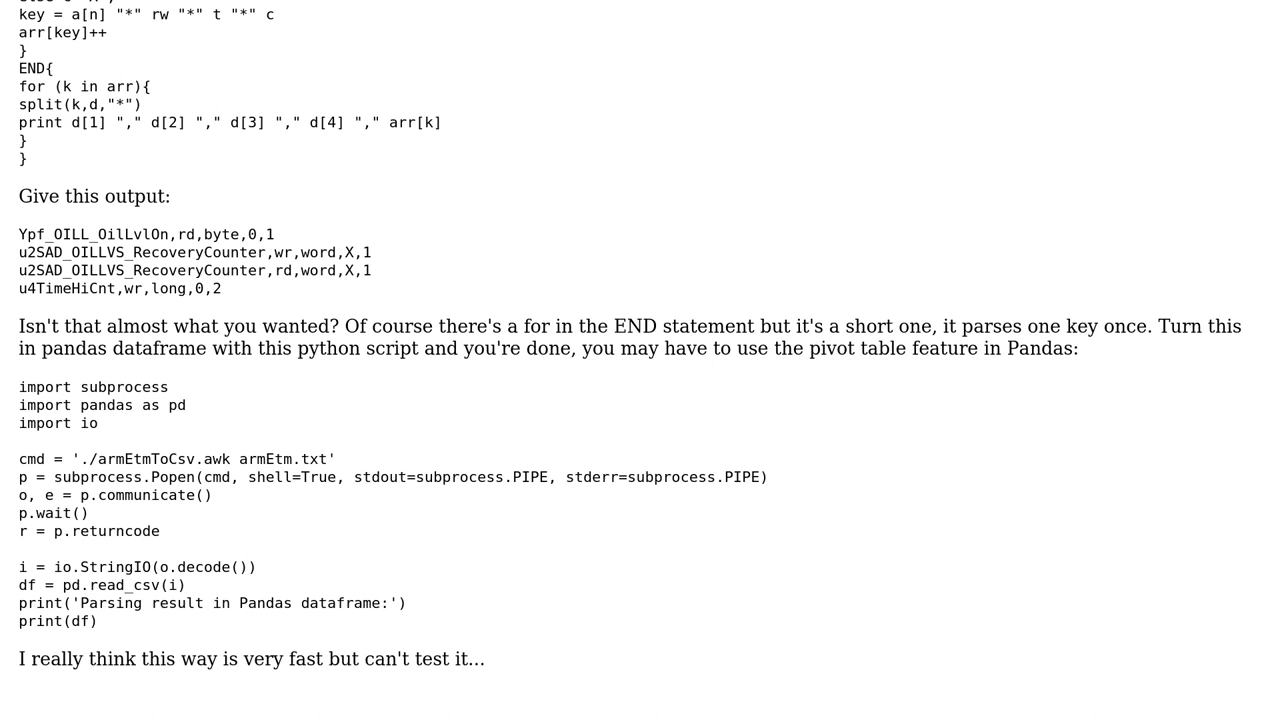 key = a[n] "*" rw "*" t "*" c
arr[key]++
}
END{
for (k in arr){
split(k,d,"*")
print d[1] "," d[2] "," d[3] "," d[4] "," arr[k]
}
}
Give this output:
Ypf_OILL_OilLvlOn,rd,byte,0,1
u2SAD_OILLVS_RecoveryCounter,wr,word,X,1
u2SAD_OILLVS_RecoveryCounter,rd,word,X,1
u4TimeHiCnt,wr,long,0,2
Isn't that almost what you wanted? Of course there's a for in the END statement but it's a short one, it parses one key once. Turn this
in pandas dataframe with this python script and you're done, you may have to use the pivot table feature in Pandas:
import subprocess
import pandas as pd
import io
cmd = './armEtmToCsv.awk armEtm.txt'
p = subprocess.Popen(cmd, shell=True, stdout=subprocess.PIPE, stderr=subprocess.PIPE)
o, e = p.communicate()
p.wait()
r = p.returncode
i = io.StringIO(o.decode())
df = pd.read_csv(i)
print('Parsing result in Pandas dataframe:')
print(df)
I really think this way is very fast but can't test it...